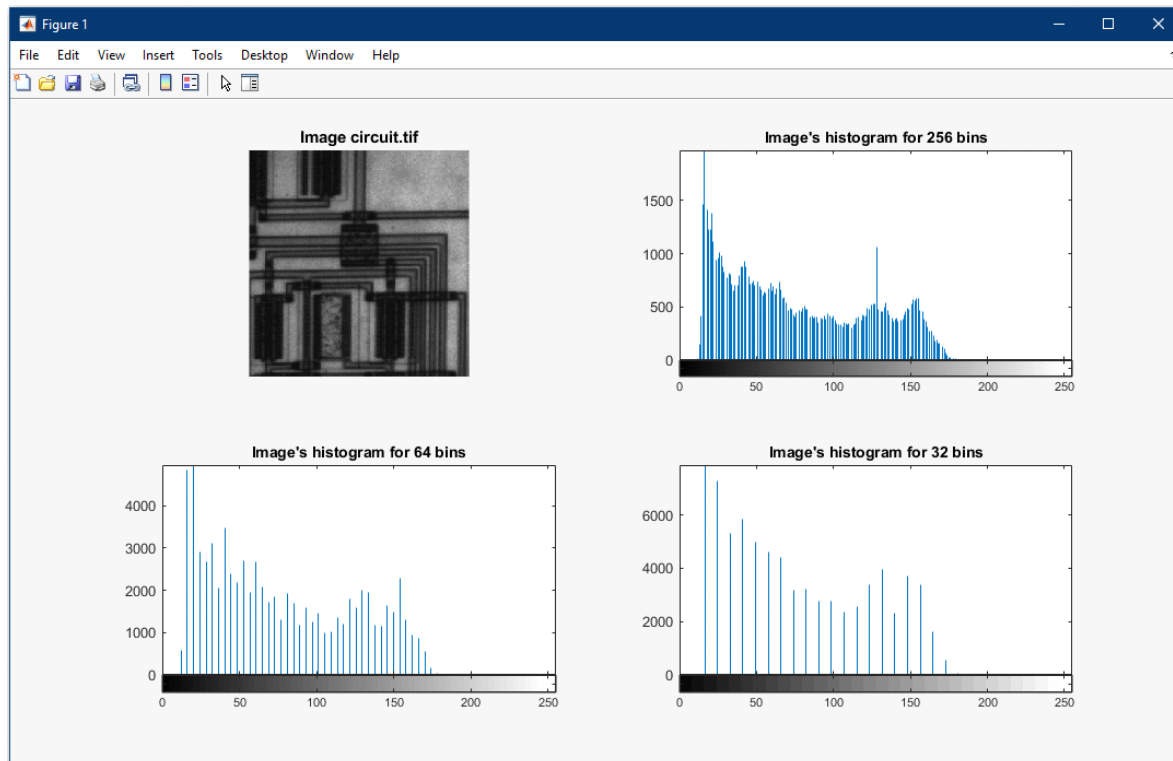 Figure 1
File Edit View Insert Tools Desktop Window Help
Image circuit.tif
Image's histogram for 256 bins
1500
1000
500
0
0 50 100 150 200 250
Image's histogram for 64 bins
4000
3000
2000
1000
0
0 50 100 150 200 250
Image's histogram for 32 bins
6000
4000
2000
0
0 50 100 150 200 250